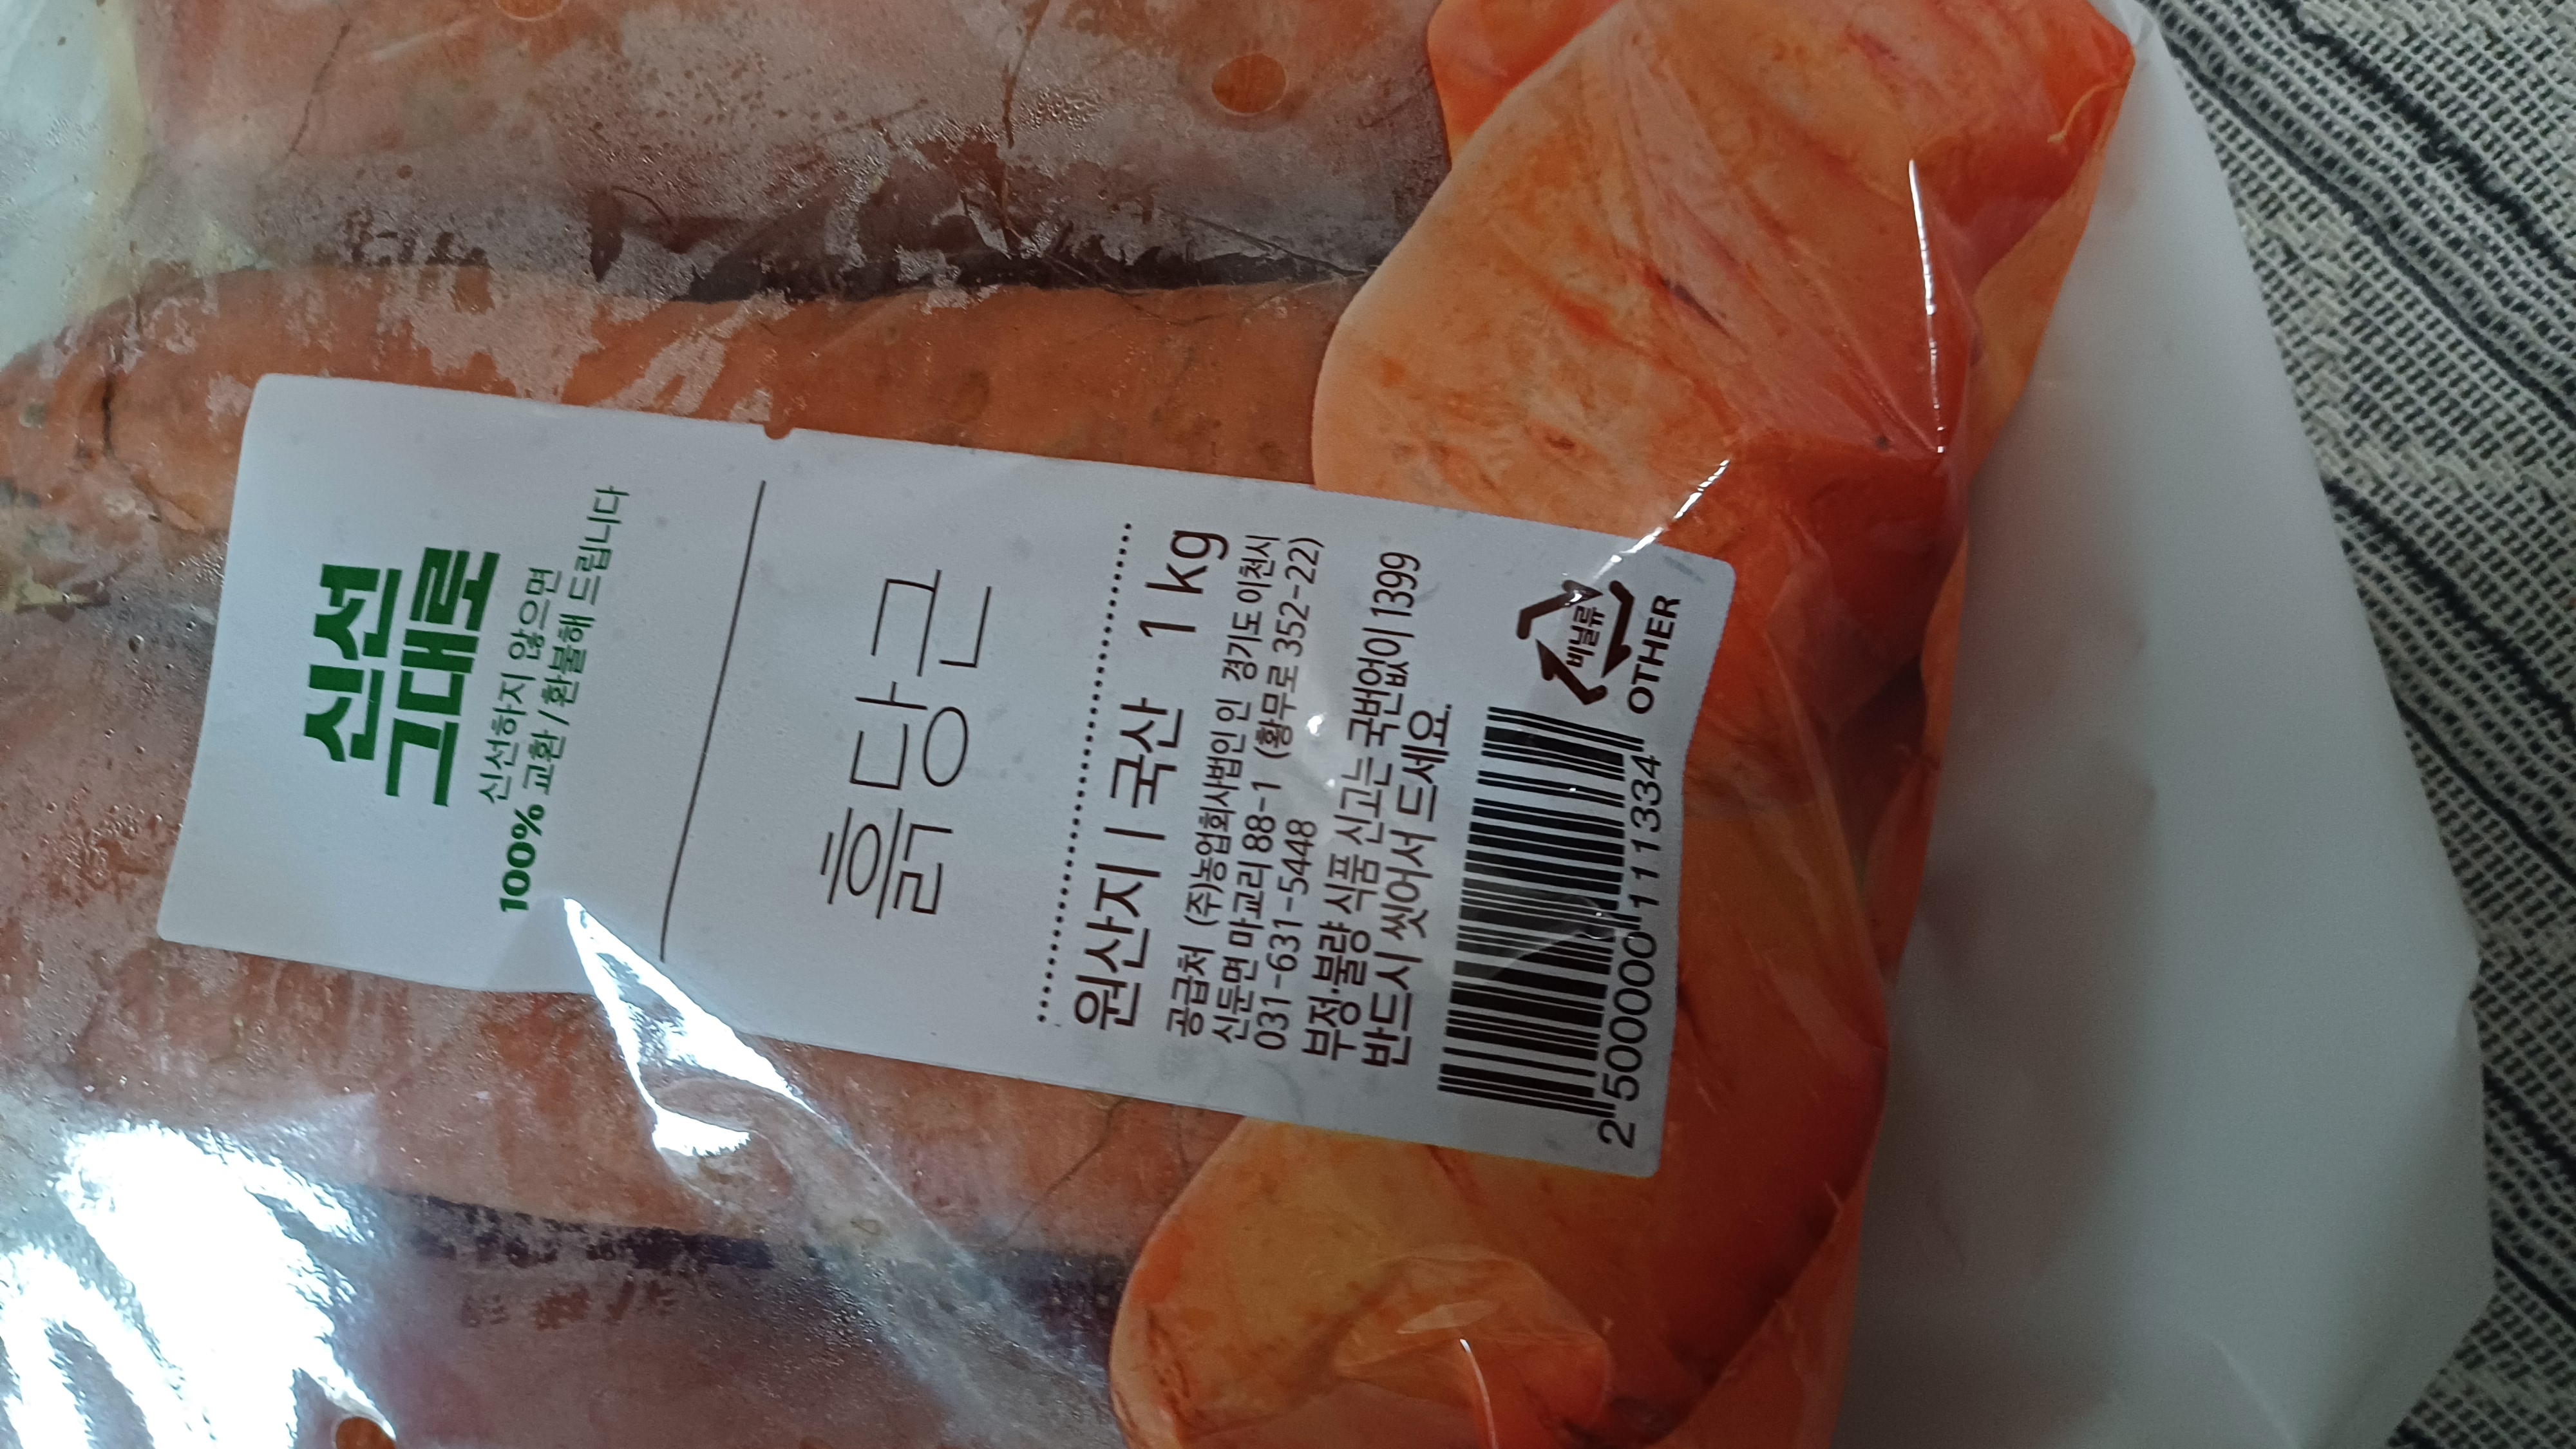 신선
그대로
신선하지 않으면
100% 교환/환불해 드립니다
흙당근
원산지 | 국산 1 kg
공급처 (주)농업회사법인 인 경기도 이천시
신둔면 마교리 88-1 (황무로 352-22)
031-631-5448
부정·불량 식품 신고는 국번없이 1399
반드시 씻어서 드세요.
비닐류
OTHER
2 500000 111334